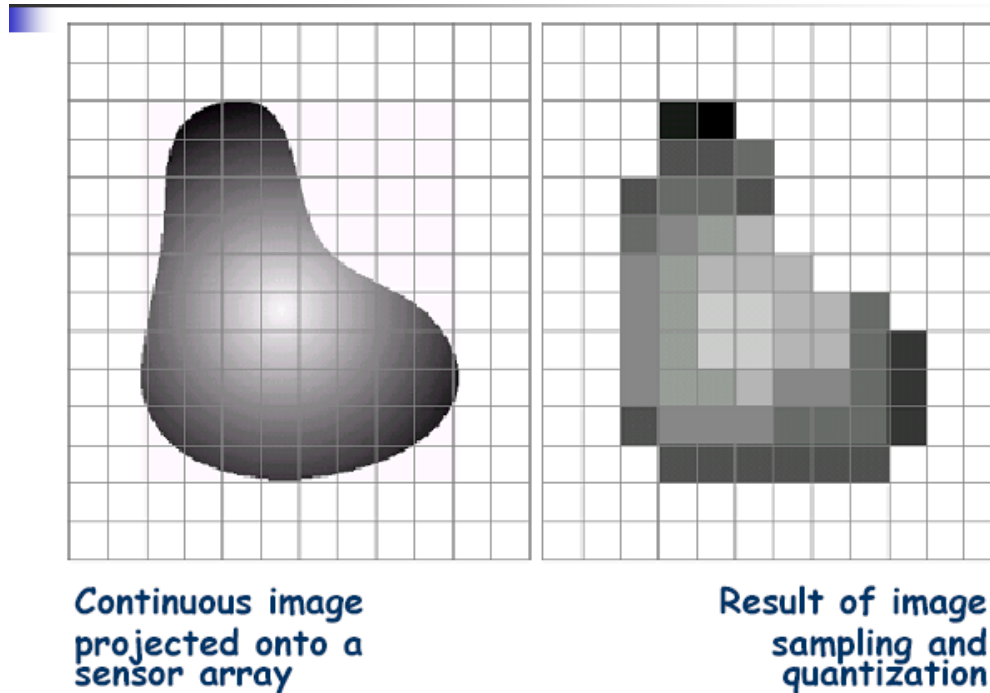 Continuous image
projected onto a
sensor array
Result of image
sampling and
quantization